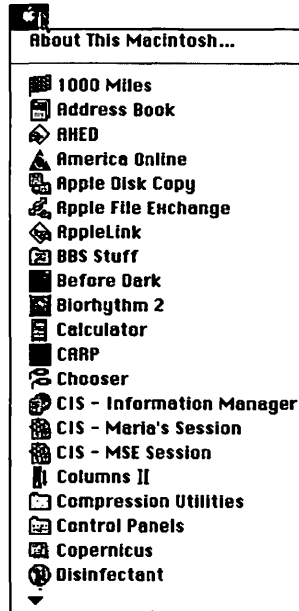 About This Macintosh...
1000 Miles
Address Book
AHED
America Online
Apple Disk Copy
Apple File Exchange
AppleLink
BBS Stuff
Before Dark
Biorhythm 2
Calculator
CARP
Chooser
CIS - Information Manager
CIS - Maria's Session
CIS - MSE Session
Columns II
Compression Utilities
Control Panels
Copernicus
Disinfectant